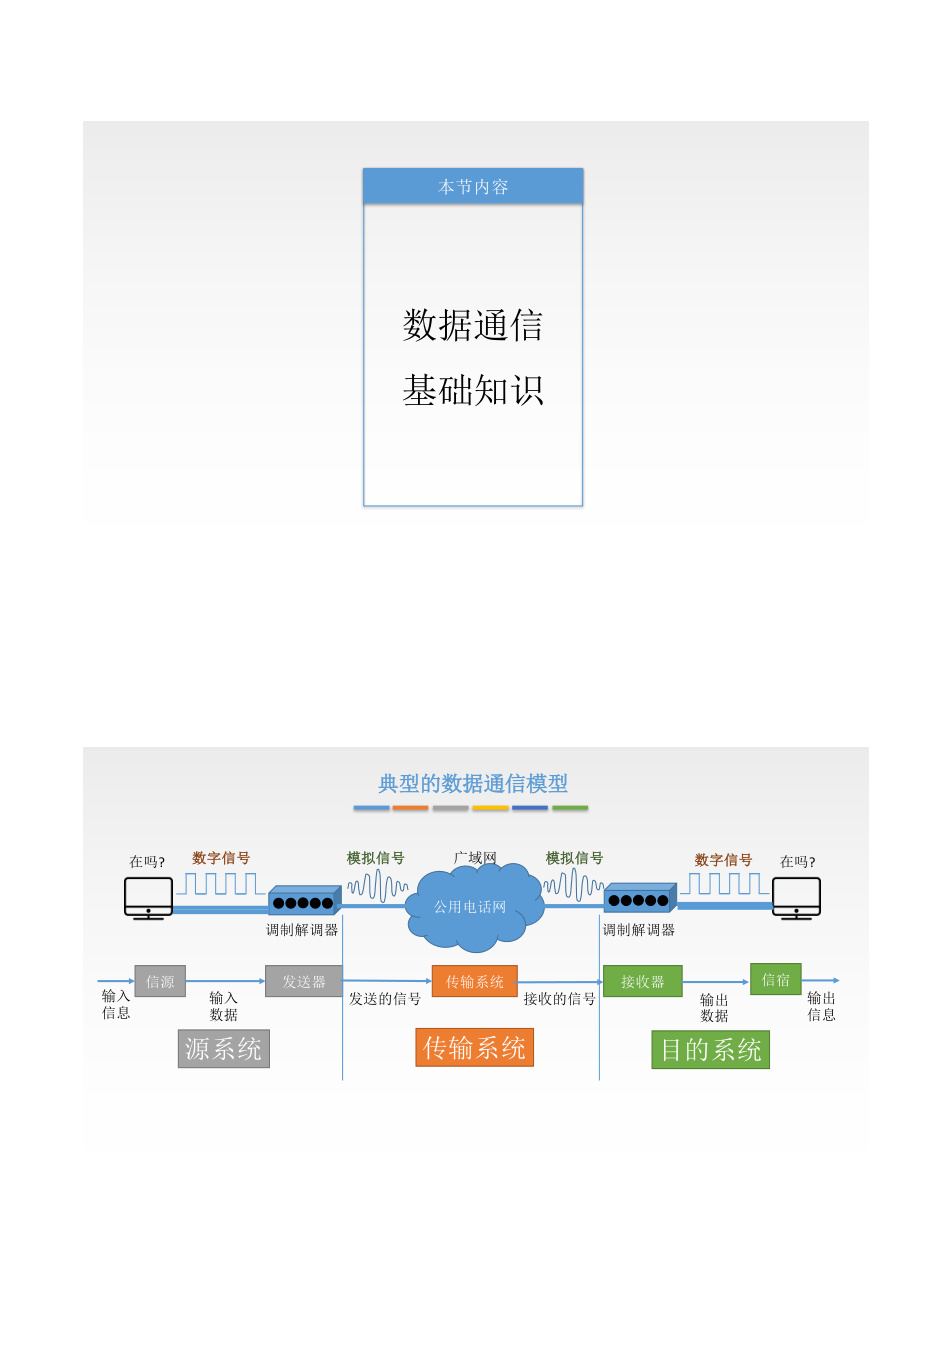 本节内容
数据通信
基础知识
典型的数据通信模型
在吗?
数字信号
模拟信号
广域网
模拟信号
数字信号
在吗?
公用电话网
调制解调器
调制解调器
信源
发送器
传输系统
接收器
信宿
输入
信息
输入
数据
发送的信号
接收的信号
输出
数据
输出
信息
源系统
传输系统
目的系统